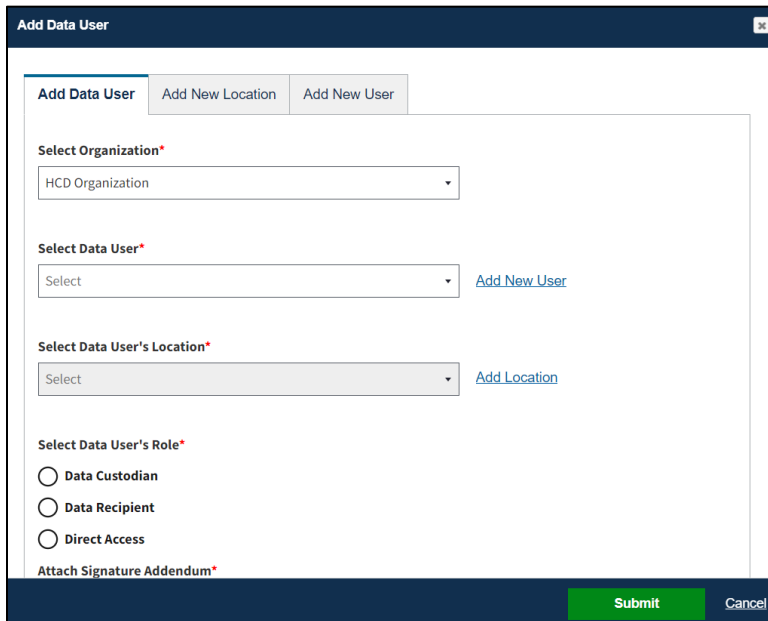 Add Data User
Add Data User Add New Location Add New User
Select Organization*
HCD Organization
Select Data User*
Select Add New User
Select Data User's Location*
Select Add Location
Select Data User's Role*
Data Custodian
Data Recipient
Direct Access
Attach Signature Addendum*
Submit Cancel